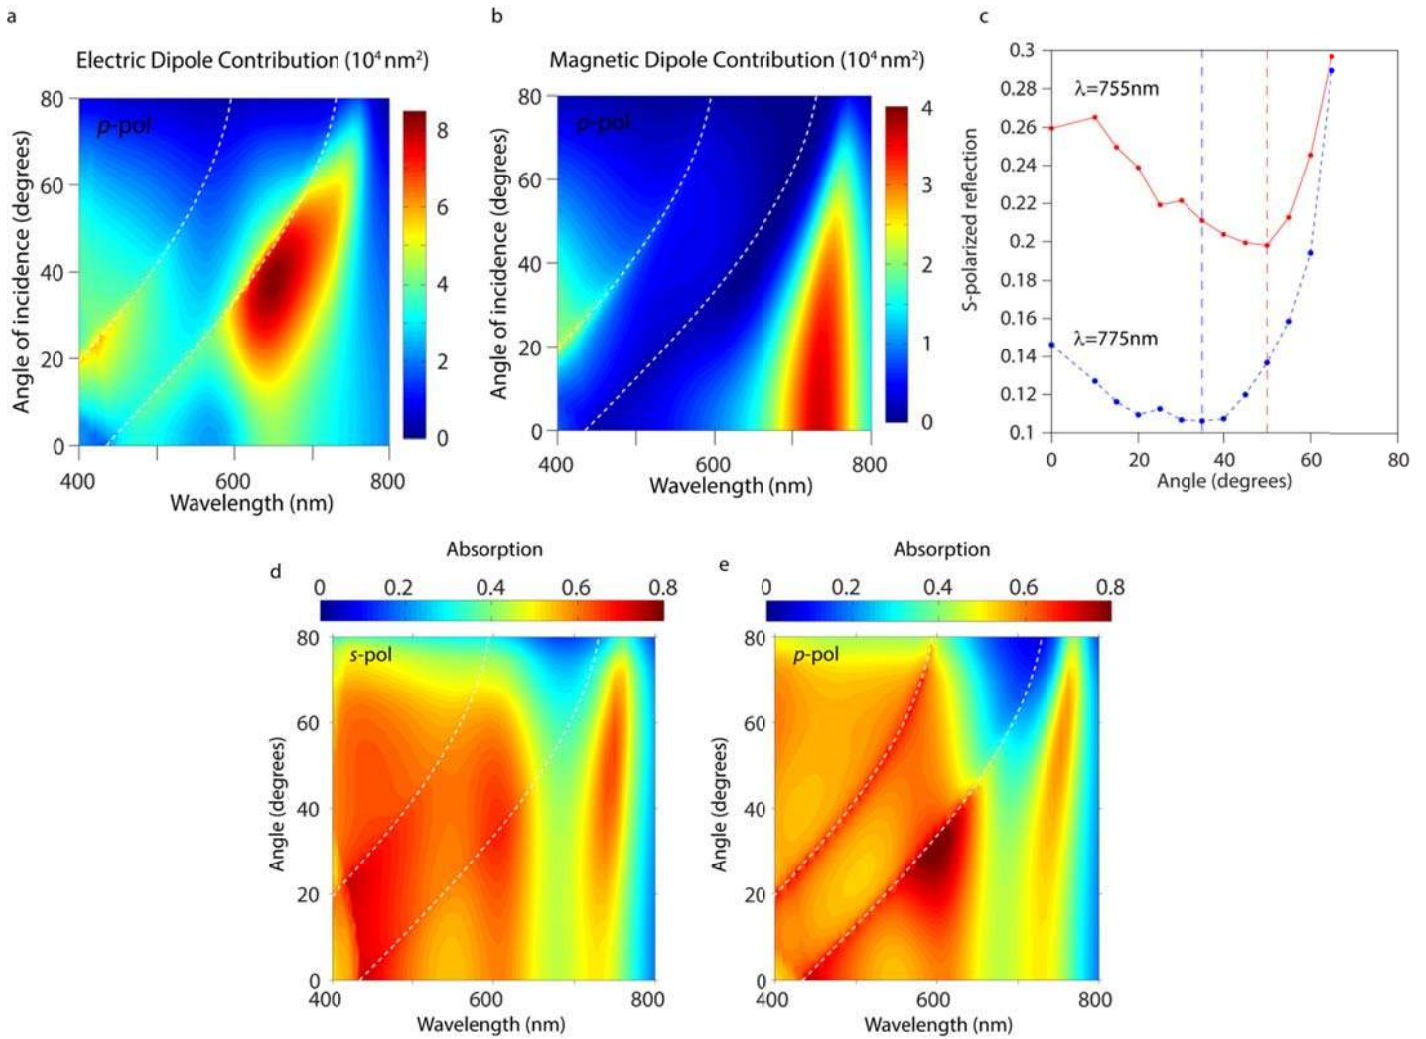 a
Electric Dipole Contribution (10⁴ nm²)
p-pol
80
60
40
20
0
400
600
800
Wavelength (nm)
Angle of incidence (degrees)
8
6
4
2
0
b
Magnetic Dipole Contribution (10⁴ nm²)
p-pol
80
60
40
20
0
400
600
800
Wavelength (nm)
Angle of incidence (degrees)
4
3
2
1
0
c
0.3
0.28
0.26
0.24
0.22
0.2
0.18
0.16
0.14
0.12
0.1
S-polarized reflection
λ=755nm
λ=775nm
0
20
40
60
80
Angle (degrees)
d
Absorption
0
0.2
0.4
0.6
0.8
s-pol
80
60
40
20
0
400
600
800
Wavelength (nm)
Angle (degrees)
e
Absorption
0
0.2
0.4
0.6
0.8
p-pol
80
60
40
20
0
400
600
800
Wavelength (nm)
Angle (degrees)